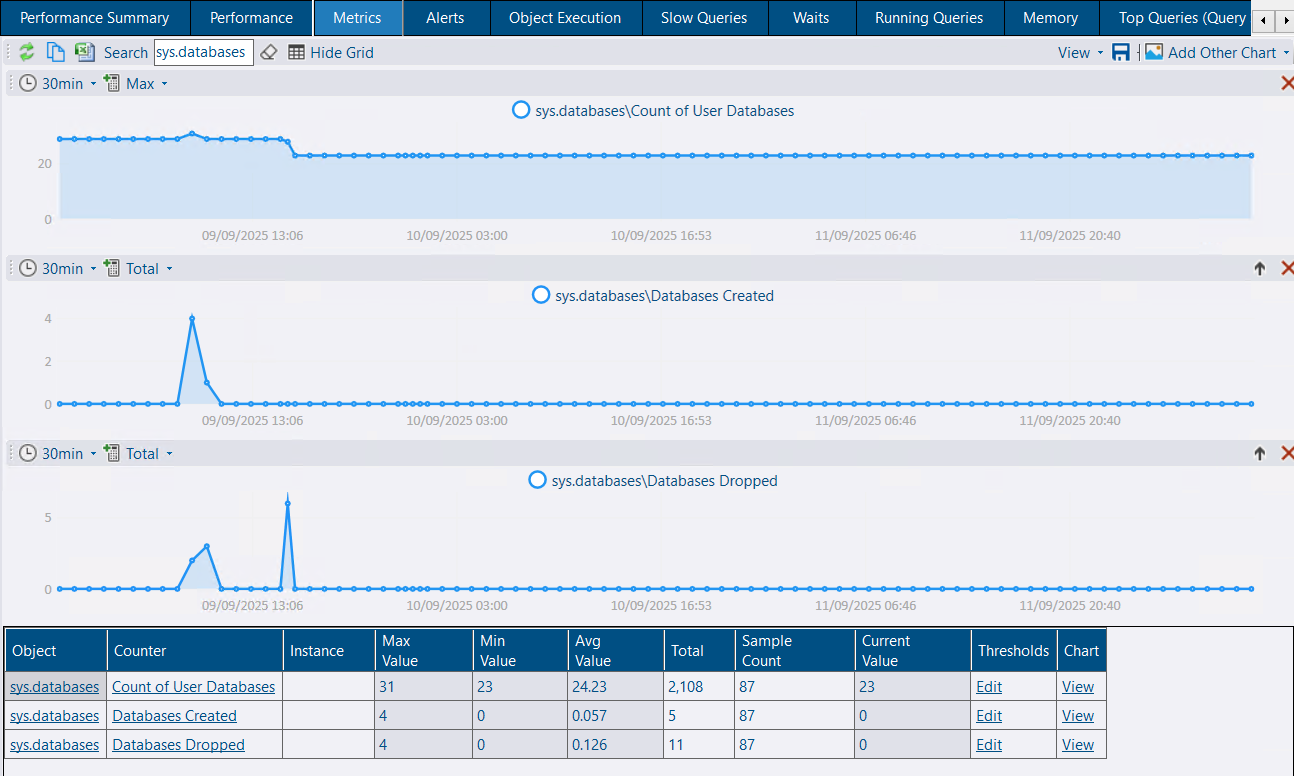 Performance Summary Performance Metrics Alerts Object Execution Slow Queries Waits Running Queries Memory Top Queries (Query
Search sys.databases Hide Grid View Add Other Chart
30min Max
sys.databases\Count of User Databases
20
0
09/09/2025 13:06 10/09/2025 03:00 10/09/2025 16:53 11/09/2025 06:46 11/09/2025 20:40
30min Total
sys.databases\Databases Created
4
2
0
09/09/2025 13:06 10/09/2025 03:00 10/09/2025 16:53 11/09/2025 06:46 11/09/2025 20:40
30min Total
sys.databases\Databases Dropped
5
0
09/09/2025 13:06 10/09/2025 03:00 10/09/2025 16:53 11/09/2025 06:46 11/09/2025 20:40
Object Counter Instance Max Value Min Value Avg Value Total Sample Count Current Value Thresholds Chart
sys.databases Count of User Databases 31 23 24.23 2,108 87 23 Edit View
sys.databases Databases Created 4 0 0.057 5 87 0 Edit View
sys.databases Databases Dropped 4 0 0.126 11 87 0 Edit View